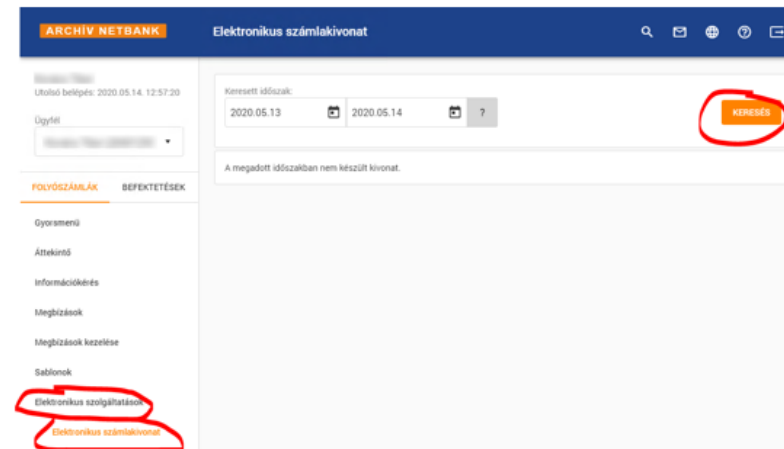 ARCHÍV NETBANK
Elektronikus számlakivonat
Utolsó belépés: 2020.05.14. 12:57:20
Ügyfél
Keresett időszak:
2020.05.13
2020.05.14
?
KERESÉS
A megadott időszakban nem készült kivonat.
FOLYÓSZÁMLÁK
BEFEKTETÉSEK
Gyorsmenü
Áttekintő
Információkérés
Megbízások
Megbízások kezelése
Sablonok
Elektronikus szolgáltatások
Elektronikus számlakivonat